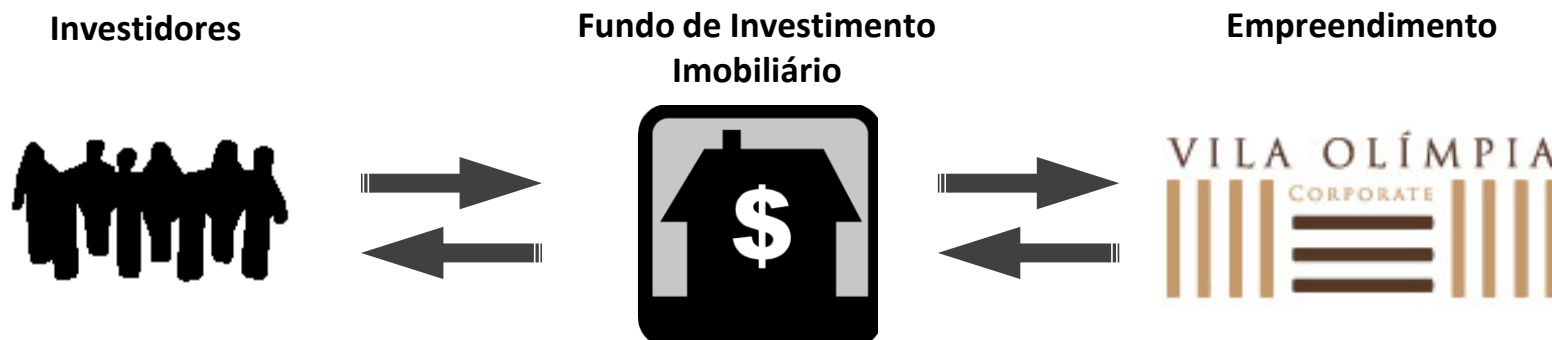 Investidores
Fundo de Investimento
Imobiliário
Empreendimento
$
VILA OLÍMPIA
CORPORATE